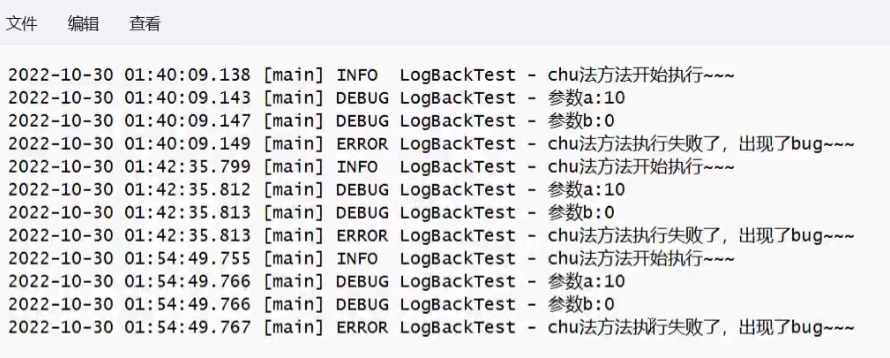 文件 编辑 查看
2022-10-30 01:40:09.138 [main] INFO  LogBackTest - chu法方法开始执行~~~
2022-10-30 01:40:09.143 [main] DEBUG LogBackTest - 参数a:10
2022-10-30 01:40:09.147 [main] DEBUG LogBackTest - 参数b:0
2022-10-30 01:40:09.149 [main] ERROR LogBackTest - chu法方法执行失败了，出现了bug~~~
2022-10-30 01:42:35.799 [main] INFO  LogBackTest - chu法方法开始执行~~~
2022-10-30 01:42:35.812 [main] DEBUG LogBackTest - 参数a:10
2022-10-30 01:42:35.813 [main] DEBUG LogBackTest - 参数b:0
2022-10-30 01:42:35.813 [main] ERROR LogBackTest - chu法方法执行失败了，出现了bug~~~
2022-10-30 01:54:49.755 [main] INFO  LogBackTest - chu法方法开始执行~~~
2022-10-30 01:54:49.766 [main] DEBUG LogBackTest - 参数a:10
2022-10-30 01:54:49.766 [main] DEBUG LogBackTest - 参数b:0
2022-10-30 01:54:49.767 [main] ERROR LogBackTest - chu法方法执行失败了，出现了bug~~~